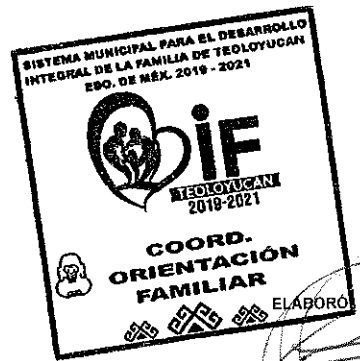 SISTEMA MUNICIPAL PARA EL DESARROLLO
INTEGRAL DE LA FAMILIA DE TEOLOYUCAN
EDO. DE MÉX. 2019 - 2021
DIF
TEOLOYUCAN
2019-2021
COORD.
ORIENTACIÓN
FAMILIAR
ELABORÓ